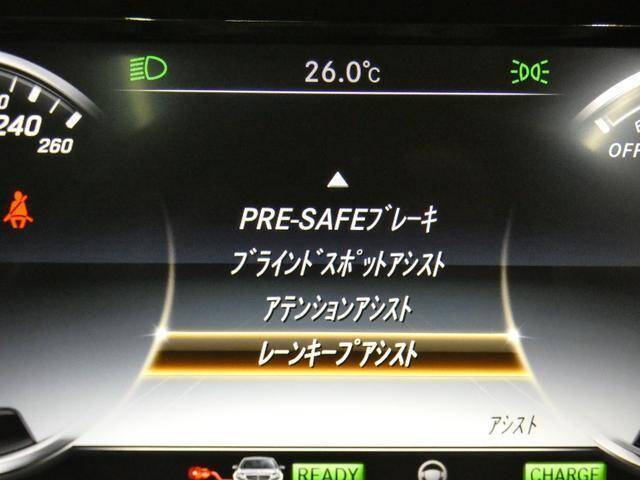 26.0℃
240
260
OFF
PRE-SAFEﾌﾞﾚｰｷ
ﾌﾞﾗｲﾝﾄﾞｽﾎﾟｯﾄｱｼｽﾄ
ｱﾃﾝｼｮﾝｱｼｽﾄ
ﾚｰﾝｷｰﾌﾟｱｼｽﾄ
ｱｼｽﾄ
READY
CHARGE